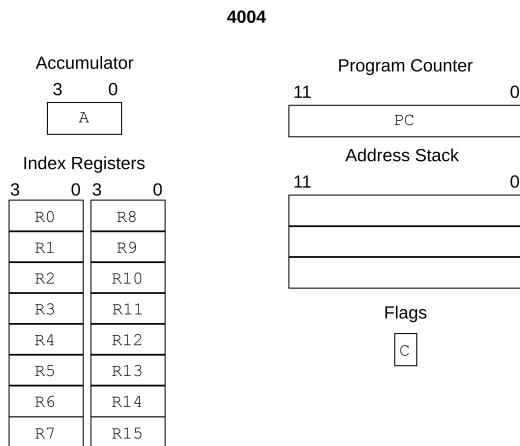 4004
Accumulator
3 0
A
Index Registers
3 0 3 0
R0 R8
R1 R9
R2 R10
R3 R11
R4 R12
R5 R13
R6 R14
R7 R15
Program Counter
11 0
PC
Address Stack
11 0
Flags
C